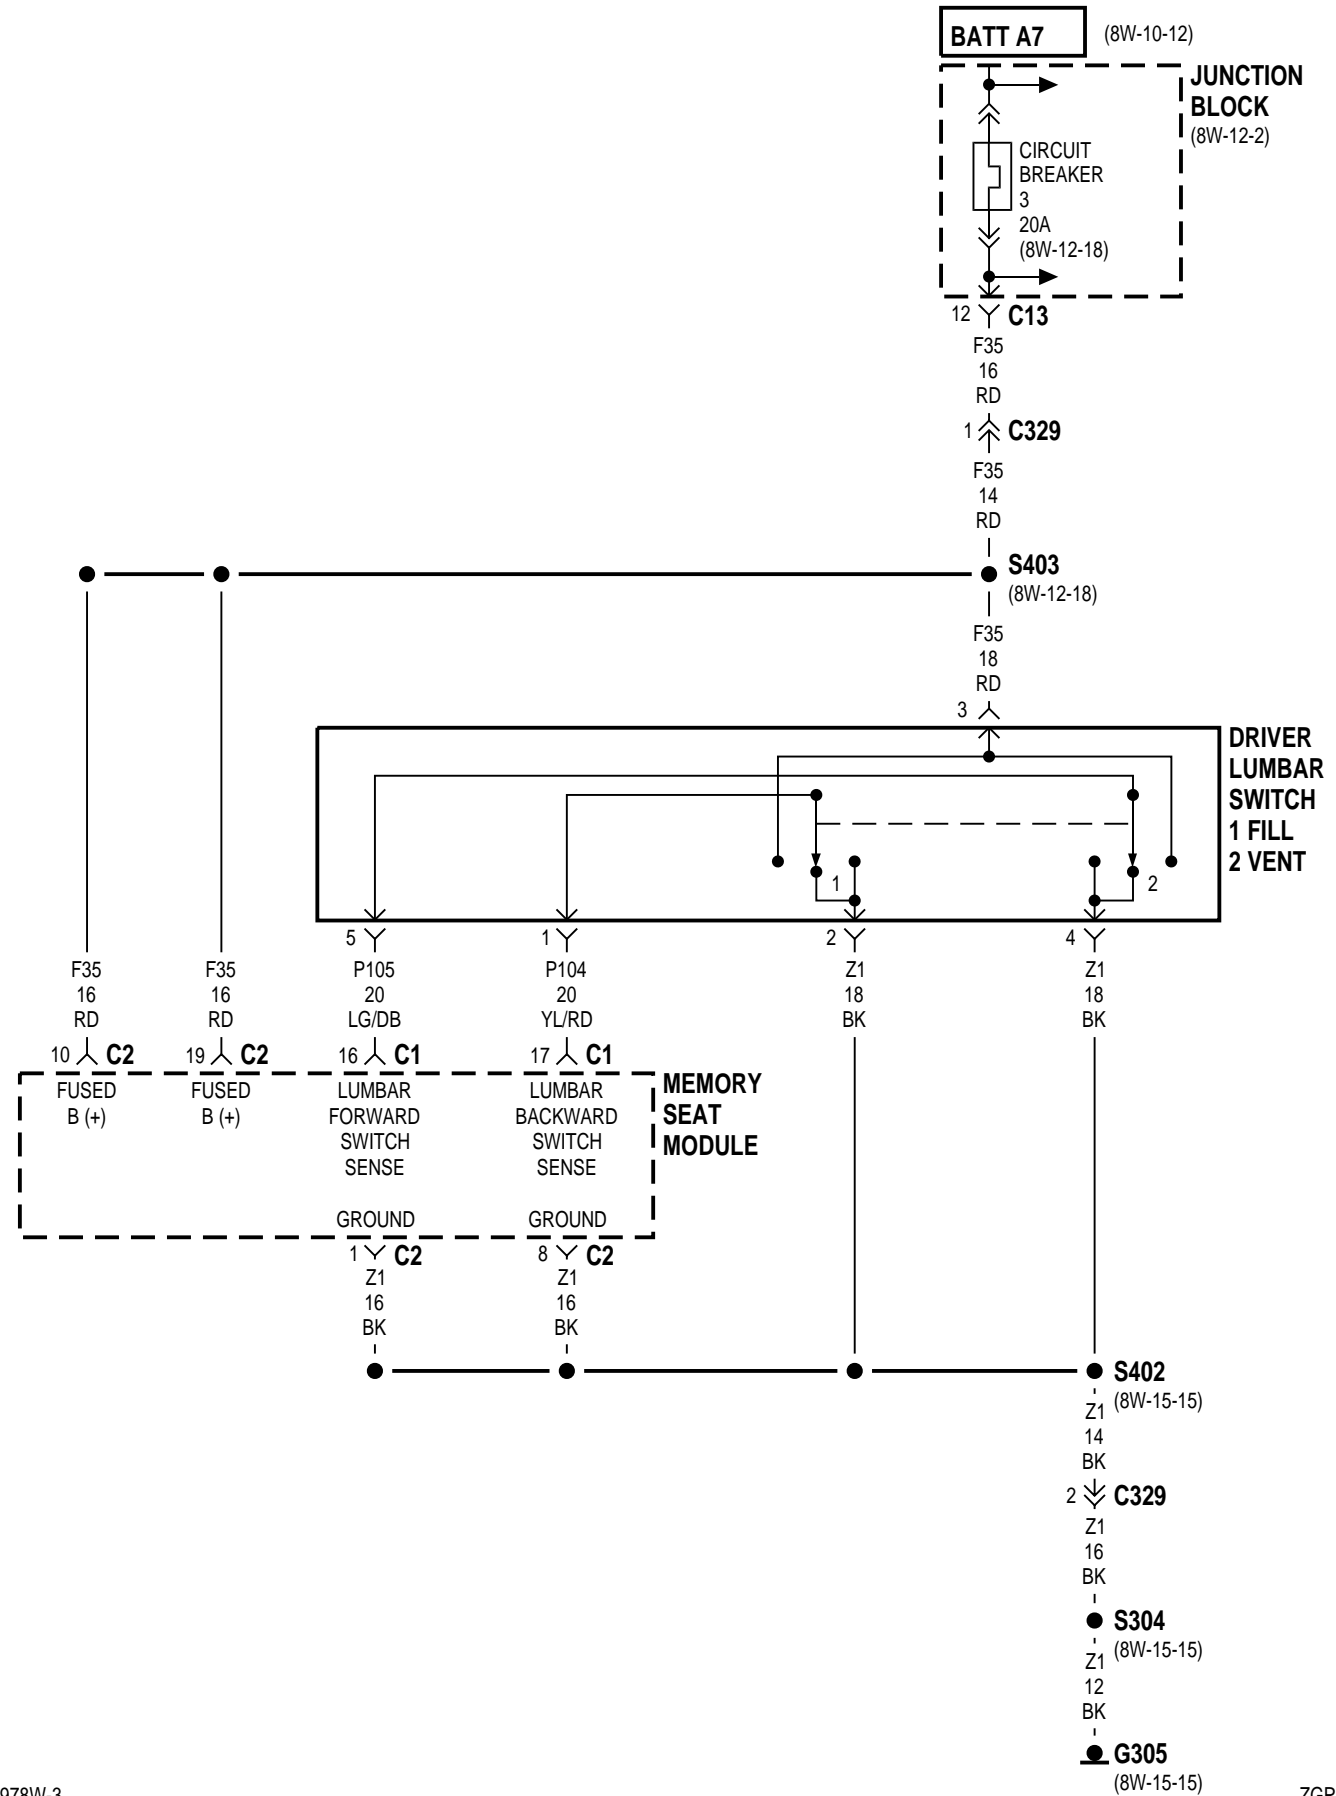 BATT A7 (8W-10-12)
JUNCTION
BLOCK
(8W-12-2)
CIRCUIT
BREAKER
3
20A
(8W-12-18)
12 C13
F35
16
RD
1 C329
F35
14
RD
S403
(8W-12-18)
F35
18
RD
3
DRIVER
LUMBAR
SWITCH
1 FILL
2 VENT
1 2
5 1 2 4
F35 F35 P105 P104 Z1 Z1
16 16 20 20 18 18
RD RD LG/DB YL/RD BK BK
10 C2 19 C2 16 C1 17 C1
MEMORY
SEAT
MODULE
FUSED
B (+)
FUSED
B (+)
LUMBAR
FORWARD
SWITCH
SENSE
LUMBAR
BACKWARD
SWITCH
SENSE
GROUND GROUND
1 C2 8 C2
Z1 Z1
16 16
BK BK
S402
(8W-15-15)
Z1
14
BK
2 C329
Z1
16
BK
S304
(8W-15-15)
Z1
12
BK
G305
(8W-15-15)
978W-3